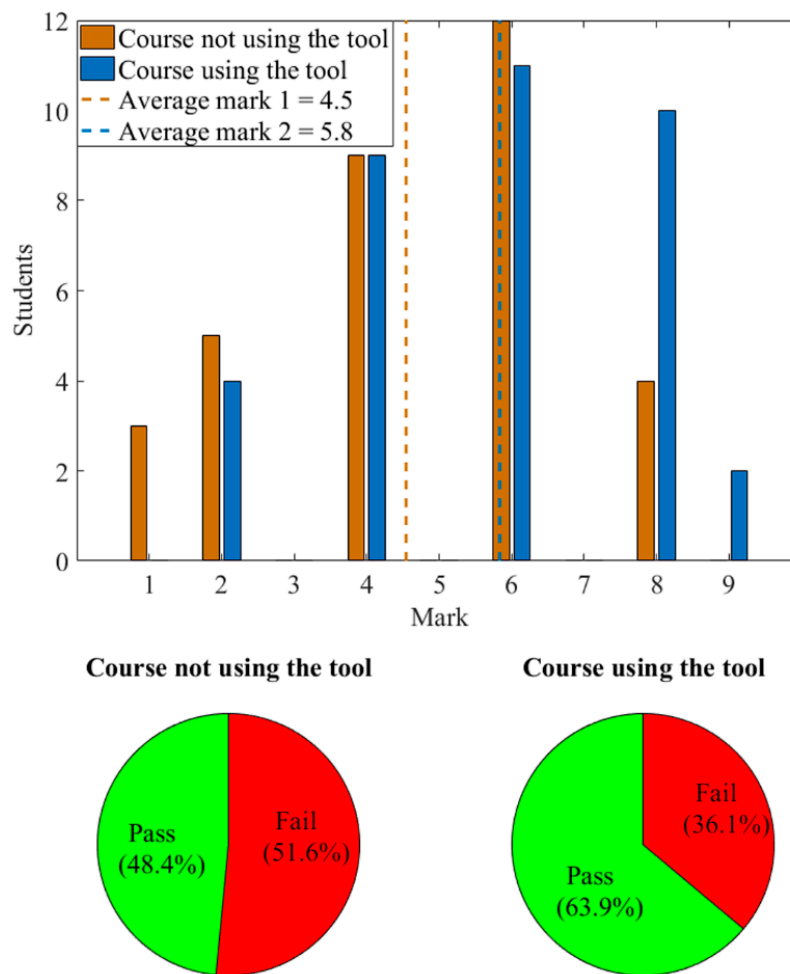 12
10
8
6
4
2
0
Students
Course not using the tool
Course using the tool
Average mark 1 = 4.5
Average mark 2 = 5.8
1 2 3 4 5 6 7 8 9
Mark
Course not using the tool
Pass
(48.4%)
Fail
(51.6%)
Course using the tool
Fail
(36.1%)
Pass
(63.9%)